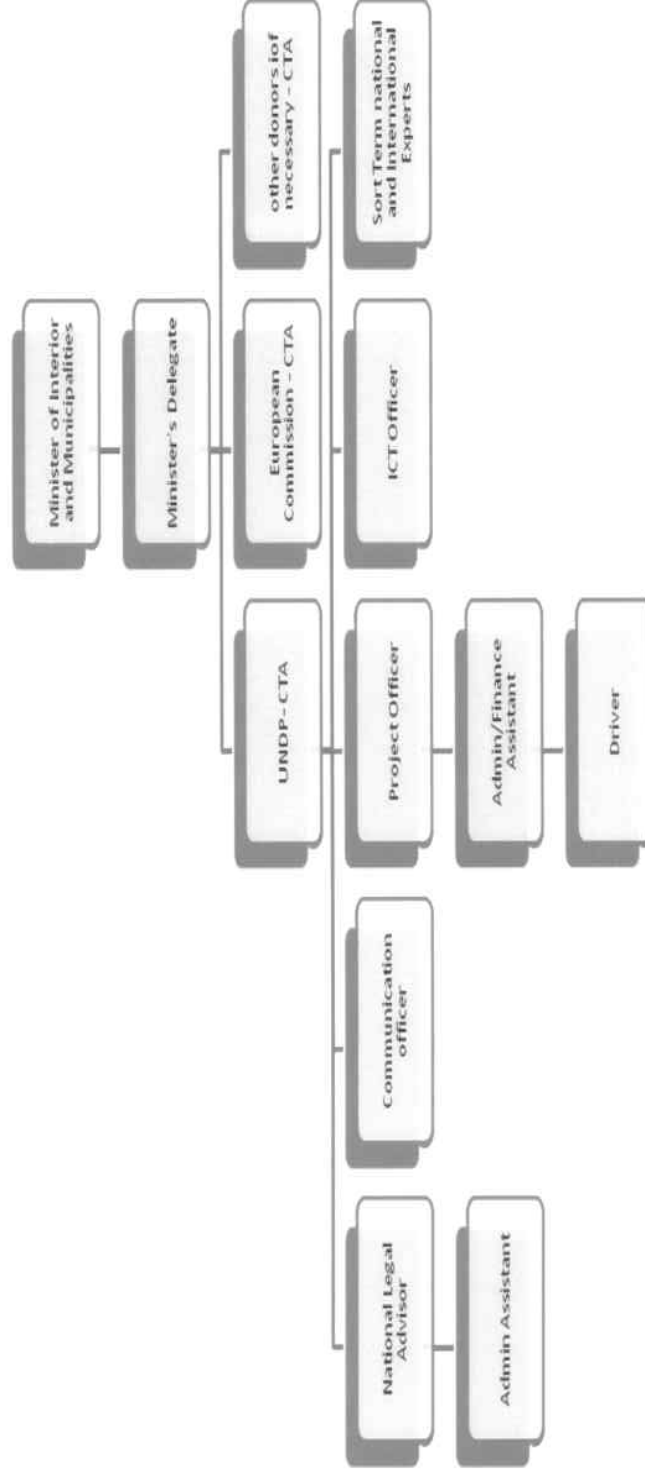 Minister of Interior
and Municipalities
Minister's Delegate
UNDP- CTA
European
Commission - CTA
other donors iof
necessary - CTA
National Legal
Advisor
Communication
officer
Project Officer
ICT Officer
Sort Term national
and international
Experts
Admin Assistant
Admin/Finance
Assistant
Driver